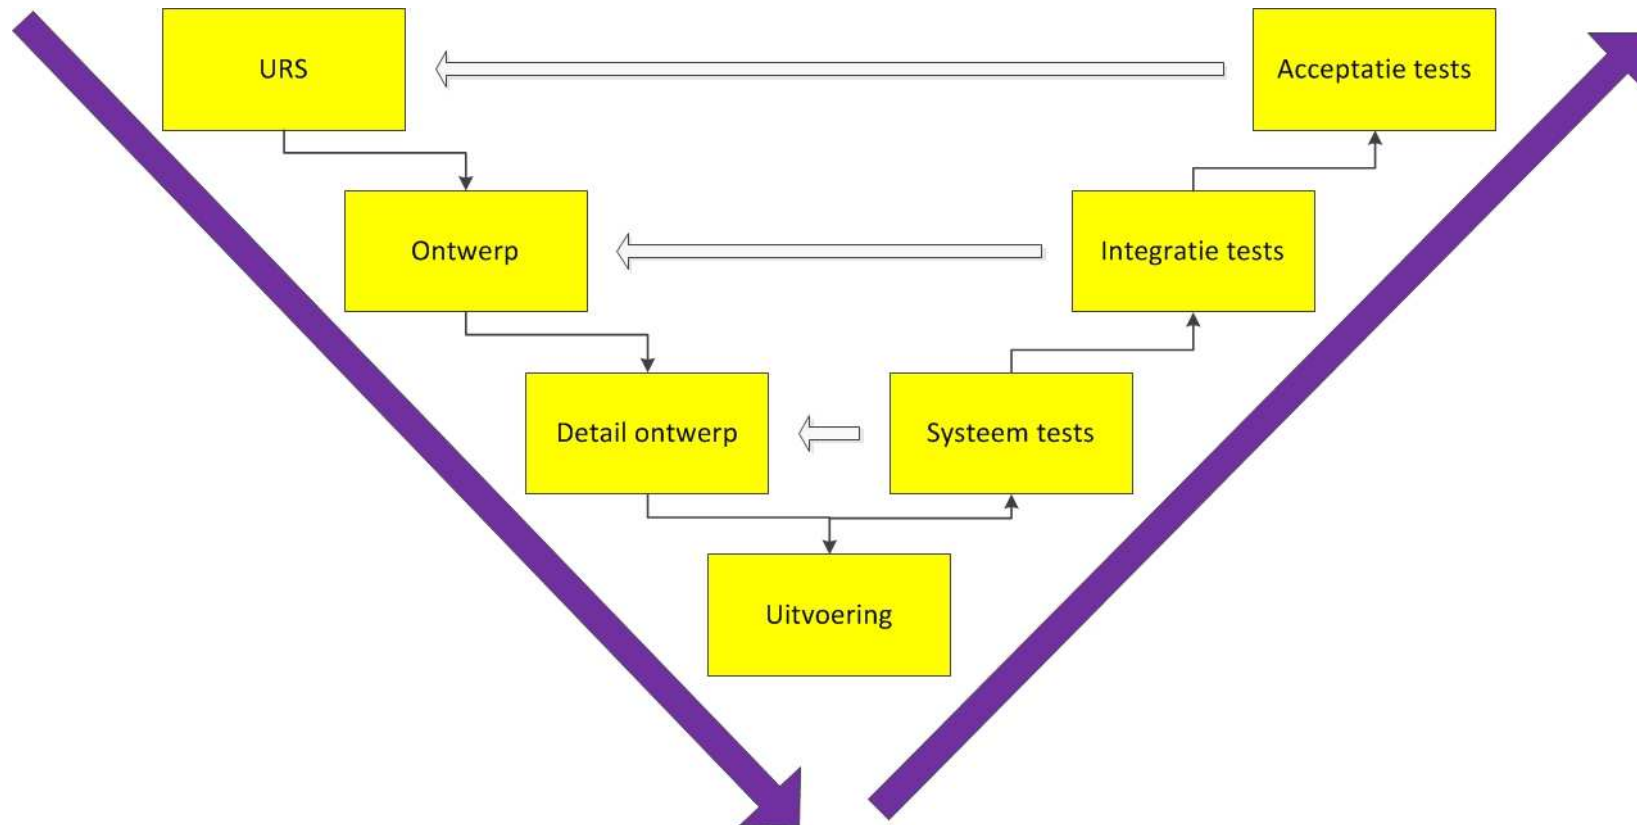 URS
Acceptatie tests
Ontwerp
Integratie tests
Detail ontwerp
Systeem tests
Uitvoering